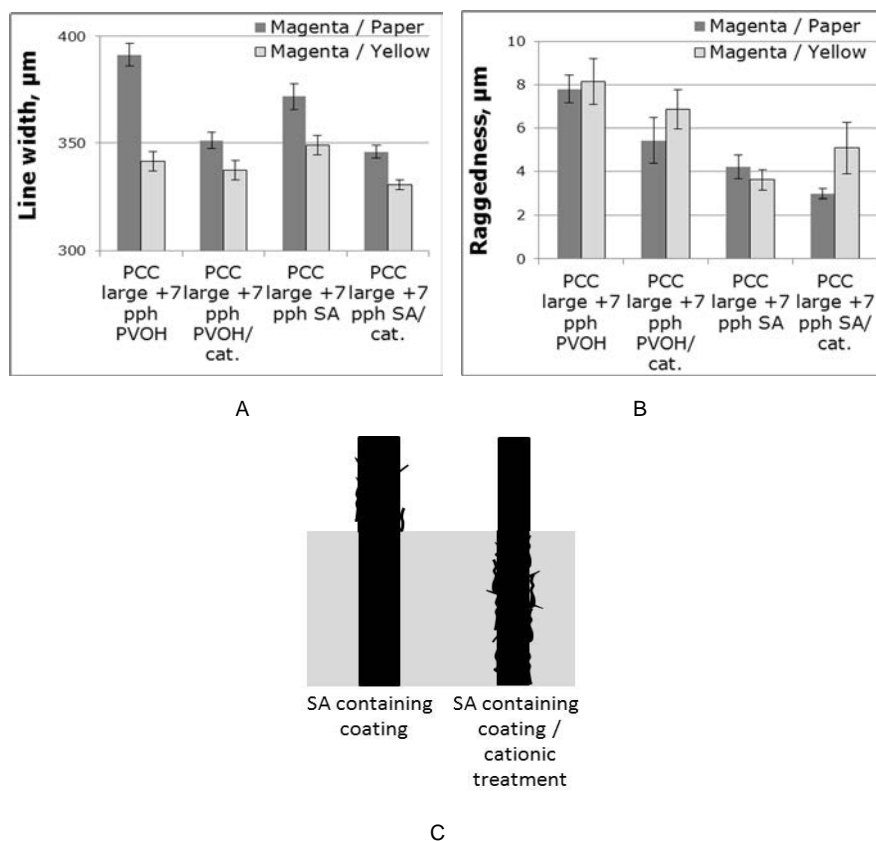 Line width, µm
400
350
300
Magenta / Paper
Magenta / Yellow
PCC
large +7
pph
PVOH
PCC
large +7
pph
PVOH/
cat.
PCC
large +7
pph SA
PCC
large +7
pph SA/
cat.
A
Raggedness, µm
10
8
6
4
2
0
Magenta / Paper
Magenta / Yellow
PCC
large +7
pph
PVOH
PCC
large +7
pph
PVOH/
cat.
PCC
large +7
pph SA
PCC
large +7
pph SA/
cat.
B
SA containing
coating
SA containing
coating /
cationic
treatment
C